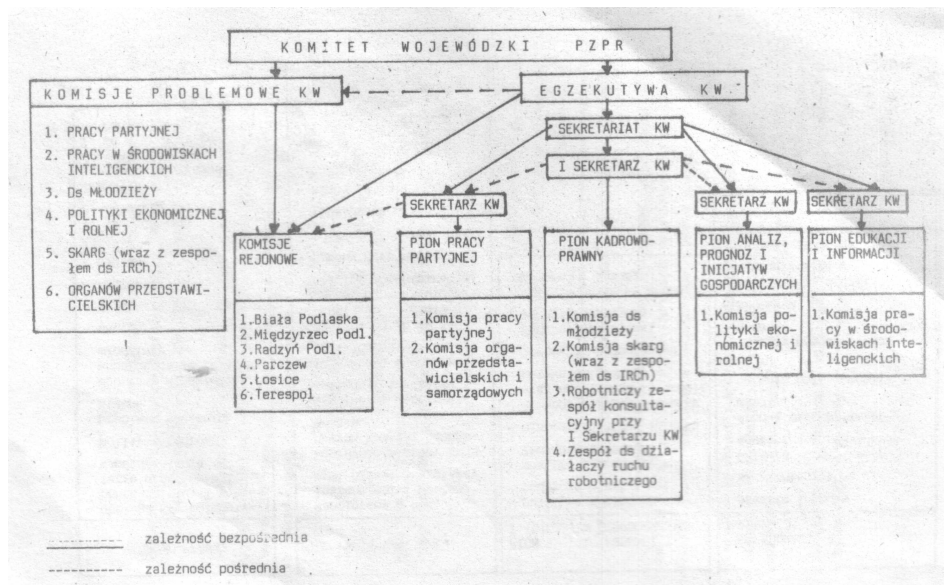 KOMITET WOJEWÓDZKI PZPR
KOMISJE PROBLEMOWE KW
EGZEKUTYWA KW
1. PRACY PARTYJNEJ
2. PRACY W ŚRODOWISKACH
INTELIGENCKICH
3. Ds MŁODZIEŻY
4. POLITYKI EKONOMICZNEJ
I ROLNEJ
5. SKARG (wraz z zespo-
łem ds IRCh)
6. ORGANÓW PRZEDSTAWI-
CIELSKICH
SEKRETARIAT KW
I SEKRETARZ KW
SEKRETARZ KW
SEKRETARZ KW
SEKRETARZ KW
KOMISJE
REJONOWE
1.Biała Podlaska
2.Międzyrzec Podl.
3.Radzyń Podl.
4.Parczew
5.Łosice
6.Terespol
PION PRACY
PARTYJNEJ
1.Komisja pracy
partyjnej
2.Komisja orga-
nów przedsta-
wicielskich i
samorządowych
PION KADROWO-
PRAWNY
1.Komisja ds
młodzieży
2.Komisja skarg
(wraz z zespo-
łem ds IRCh)
3.Robotniczy ze-
spół konsulta-
cyjny przy
I Sekretarzu KW
4.Zespół ds dzia-
łaczy ruchu
robotniczego
PION ANALIZ,
PROGNOZ I
INICJATYW
GOSPODARCZYCH
1.Komisja po-
lityki eko-
nomicznej i
rolnej
PION EDUKACJI
I INFORMACJI
1.Komisja pra-
cy w środo-
wiskach inte-
ligenckich
zależność bezpośrednia
zależność pośrednia